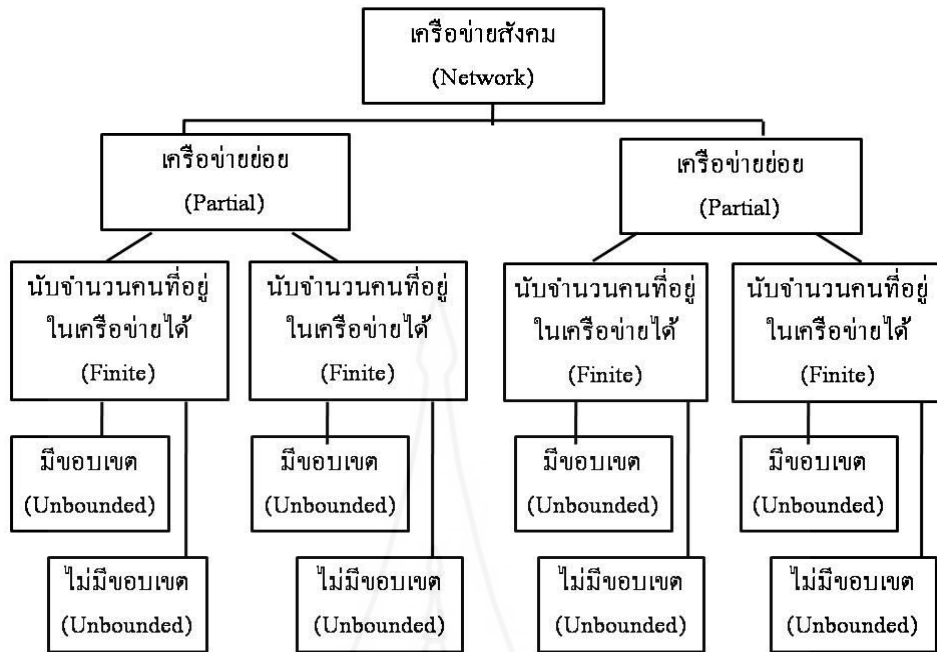 เครือข่ายสังคม
(Network)
เครือข่ายย่อย
(Partial)
เครือข่ายย่อย
(Partial)
นับจำนวนคนที่อยู่
ในเครือข่ายได้
(Finite)
นับจำนวนคนที่อยู่
ในเครือข่ายได้
(Finite)
นับจำนวนคนที่อยู่
ในเครือข่ายได้
(Finite)
นับจำนวนคนที่อยู่
ในเครือข่ายได้
(Finite)
มีขอบเขต
(Unbounded)
มีขอบเขต
(Unbounded)
มีขอบเขต
(Unbounded)
มีขอบเขต
(Unbounded)
ไม่มีขอบเขต
(Unbounded)
ไม่มีขอบเขต
(Unbounded)
ไม่มีขอบเขต
(Unbounded)
ไม่มีขอบเขต
(Unbounded)